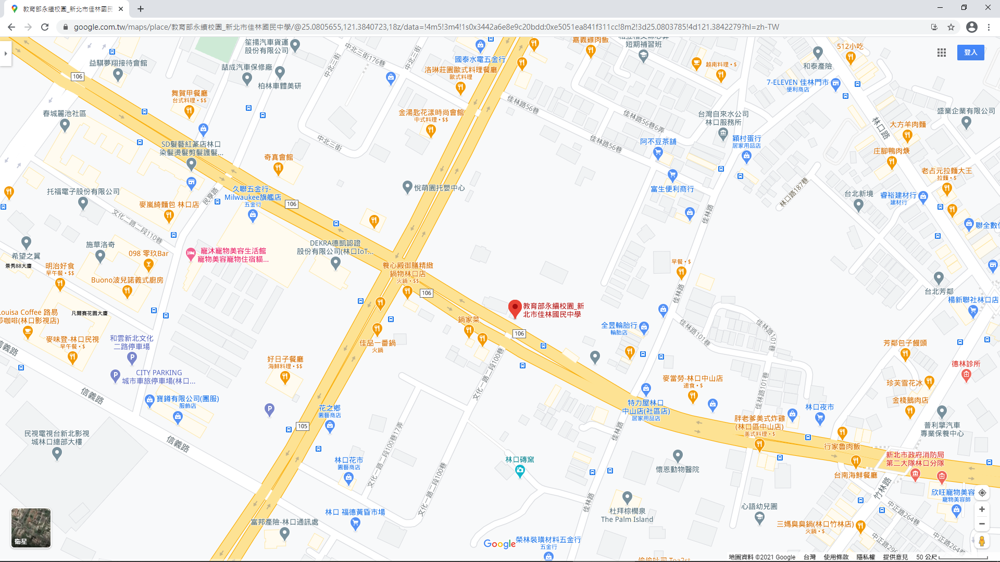 教育部永續校園_新北市佳林國民
google.com.tw/maps/place/教育部永續校園_新北市佳林國民中學/@25.0805655,121.3840723,18z/data=!4m5!3m4!1s0x3442a6e8e9c20bdd:0xe5051ea841f311cc!8m2!3d25.0803785!4d121.3842279?hl=zh-TW
登入
笙揚汽車貨運
股份有限公司
益騏夢翔接待會館
喆成汽車保修廠
柏林車體美研
106
中北三街
中北三街176巷
中北三街
國泰水電五金行
洛琳莊園歐式料理餐廳
歐式料理
嘉義雞肉飯
短期補習班
越南料理・$
和泰產險
512小吃
7-ELEVEN 佳林門市
便利商店
舞賀甲餐廳
台式料理・$$
春城麗池社區
金湯匙花漾時尚會館
中式料理・$$
佳林路56巷
佳林路56巷6弄
佳林路56巷
台灣自來水公司
林口服務所
林口路
盛業企業有限公司
大方羊肉麵
SD髮藝紅篆店林口
染髮燙髮剪髮護髮...
中北三街
奇真會館
阿不豆茶舖
穎村蛋行
居家用品店
庄腳鴨肉焿
老占元拉麵大王
拉麵・$
托福電子股份有限公司
民享路
久聯五金行-
Milwaukee旗艦店
五金行
106
悅萌園托嬰中心
富生便利商行
林口路187巷
台北新境
睿裕建材行
建材行
麥嵐綺麵包 林口店
文化二路二段110巷
佳林路
聯全數位
希望之翼
景秀88大廈
施華洛奇
098 零玖Bar
寵沐寵物美容生活館
寵物美容寵物住宿貓...
DEKRA德凱認證
股份有限公司(林口IoT...
明治好食
早午餐・$$
Buono波兒諾義式廚房
養心殿御膳精緻
鍋物林口店
火鍋・$$
106
早餐・$
佳林路
台北芳鄰
楊新聯社林口店
Louisa Coffee 路易
莎咖啡(林口影視店)
凡爾賽花園大廈
教育部永續校園_新
北市佳林國民中學
鍋家菜
106
全昱輪胎行
輪胎店
佳林路101巷
佳林路101巷
麥味登-林口民視
早午餐・$
和雲新北文化
二路停車場
信義路
佳品一番鍋
火鍋
好日子餐廳
海鮮料理・$$
文化一路二段100巷
芳鄰包子饅頭
德林診所
CITY PARKING
城市車旅停車場(林口...
信義路
寶鐏有限公司(團服)
服飾店
花之鄉
園藝商店
105
麥當勞-林口中山店
速食・$
佳林路101巷
珍芙雪花冰
金棧鵝肉店
特力屋林口
中山店(社區店)
居家用品店
林口夜市
胖老爹美式炸雞
(林口區中山店)
美式料理・$
普利擎汽車
專業保養中心
民視電視台新北影視
城林口總部大樓
信義路
文化一路二段100巷17弄
佳林路
行家魯肉飯
林口花市
園藝商店
林口磚窯
懷恩動物醫院
新北市政府消防局
第二大隊林口分隊
台南海鮮餐廳
文化一路二段100巷
佳林路
竹林路
欣旺寵物美容
寵物美容師
林口 福德黃昏市場
富邦產險-林口通訊處
杜拜棕櫚泉
The Palm Island
心語幼兒園
中正路264巷
中正路264巷
中正路296
三媽臭臭鍋(林口竹林店)
火鍋・$
衛星
Google
榮林裝璜材料五金行
五金行
偷偷吐司 Toa2st
地圖資料 ©2021 Google 台灣 使用條款 隱私權 提供意見 50 公尺